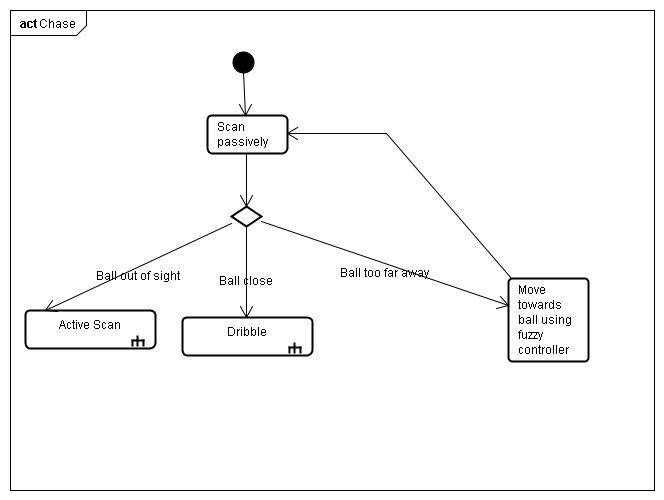 act Chase
Scan
passively
Ball out of sight
Ball close
Ball too far away
Active Scan
Dribble
Move
towards
ball using
fuzzy
controller